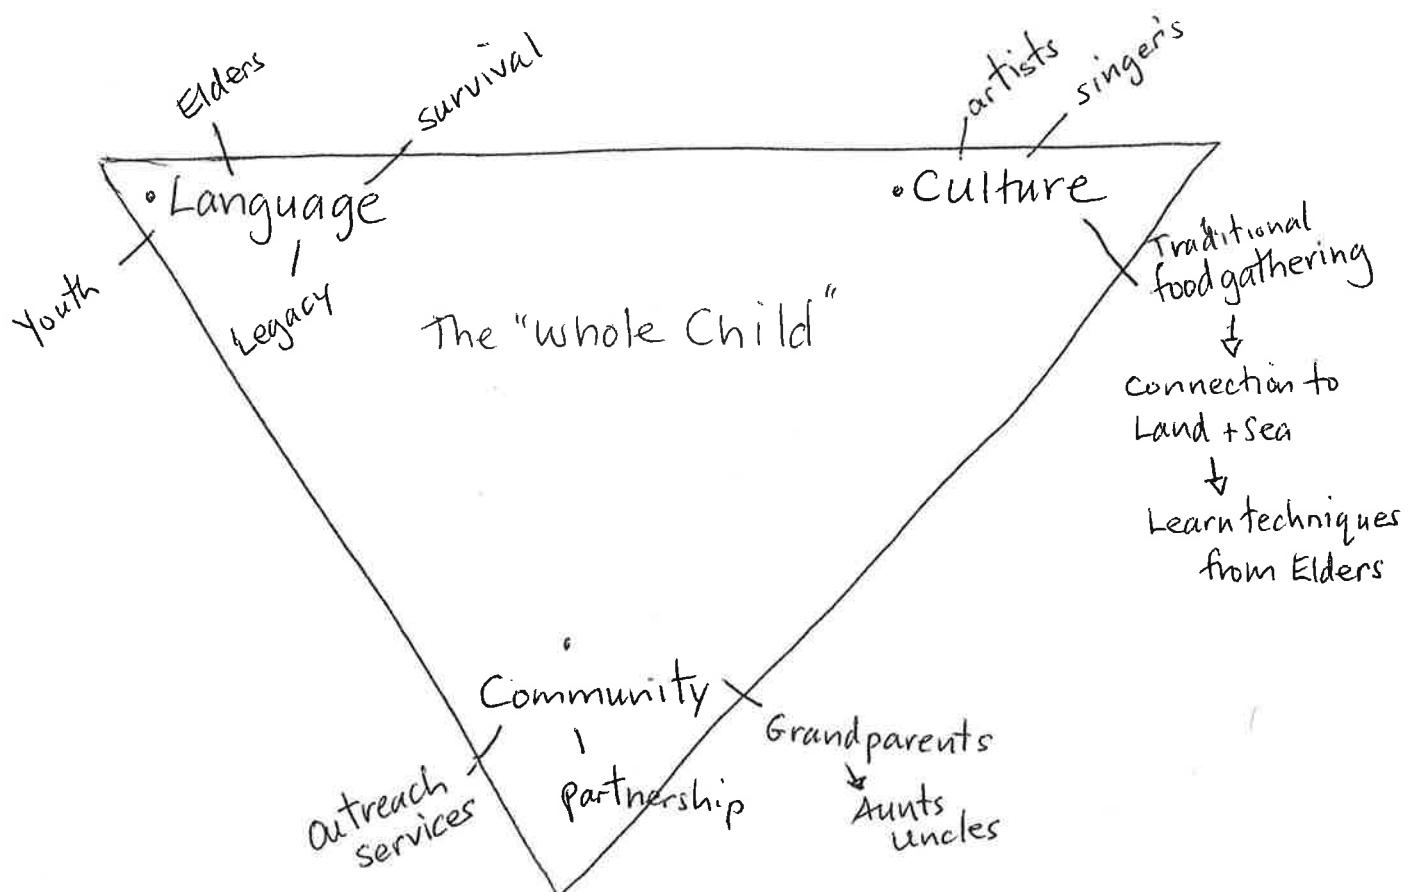 Elders
survival
artists
singer's
• Language
• Culture
Youth
Legacy
The "whole Child"
Traditional
food gathering
↓
Connection to
Land + Sea
↓
Learn techniques
from Elders
• Community
outreach
services
partnership
Grandparents
↓
Aunts
uncles